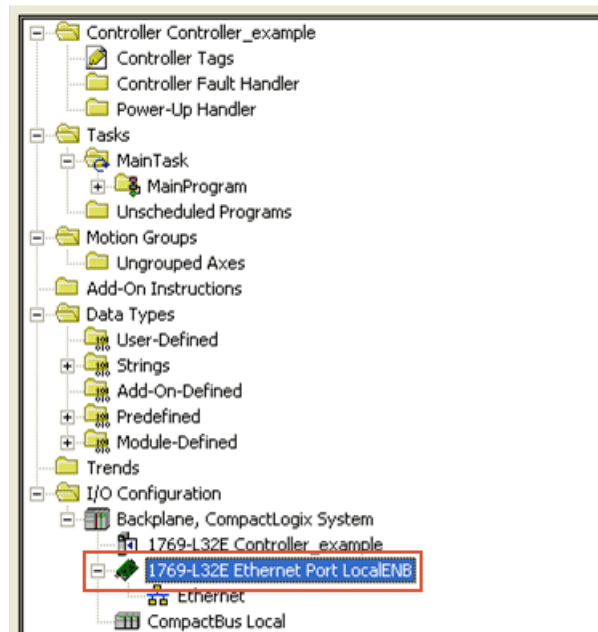 Controller Controller_example
Controller Tags
Controller Fault Handler
Power-Up Handler
Tasks
MainTask
MainProgram
Unscheduled Programs
Motion Groups
Ungrouped Axes
Add-On Instructions
Data Types
User-Defined
Strings
Add-On-Defined
Predefined
Module-Defined
Trends
I/O Configuration
Backplane, CompactLogix System
1769-L32E Controller_example
1769-L32E Ethernet Port LocalENB
Ethernet
CompactBus Local